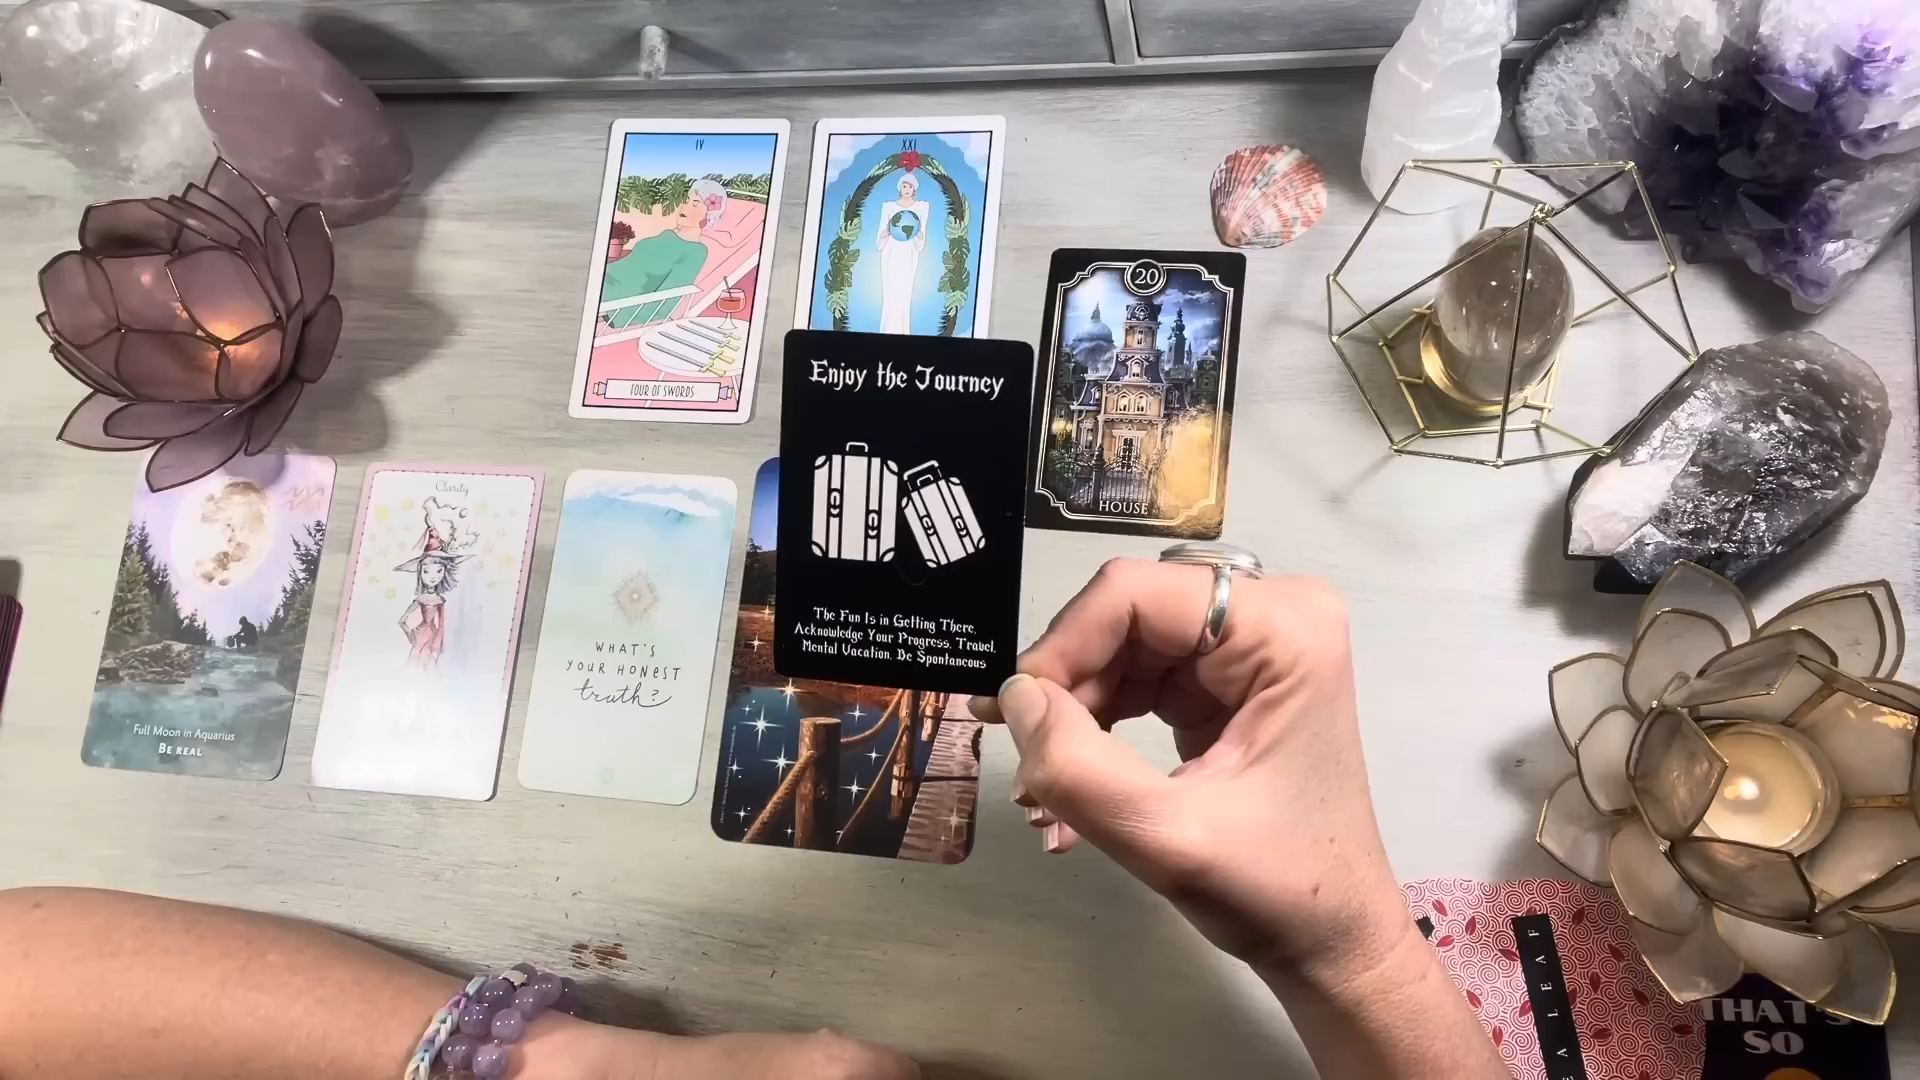 IV
FOUR OF SWORDS
XXI
20
HOUSE
Enjoy the Journey
The Fun Is in Getting There,
Acknowledge Your Progress, Travel,
Mental Vacation, Be Spontaneous
Full Moon in Aquarius
BE REAL
Clarity
WHAT'S
YOUR HONEST
truth?
A LEAF
THAT'S
SO